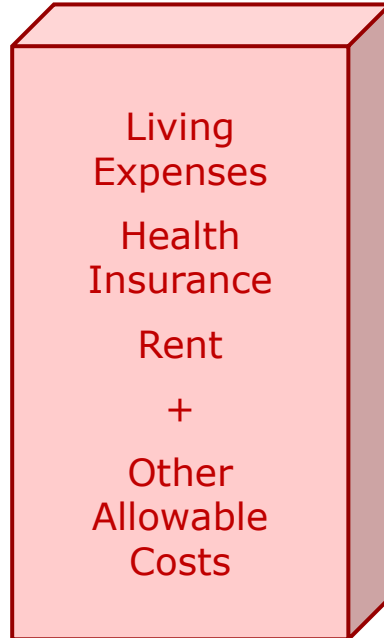 Living
Expenses
Health
Insurance
Rent
+
Other
Allowable
Costs